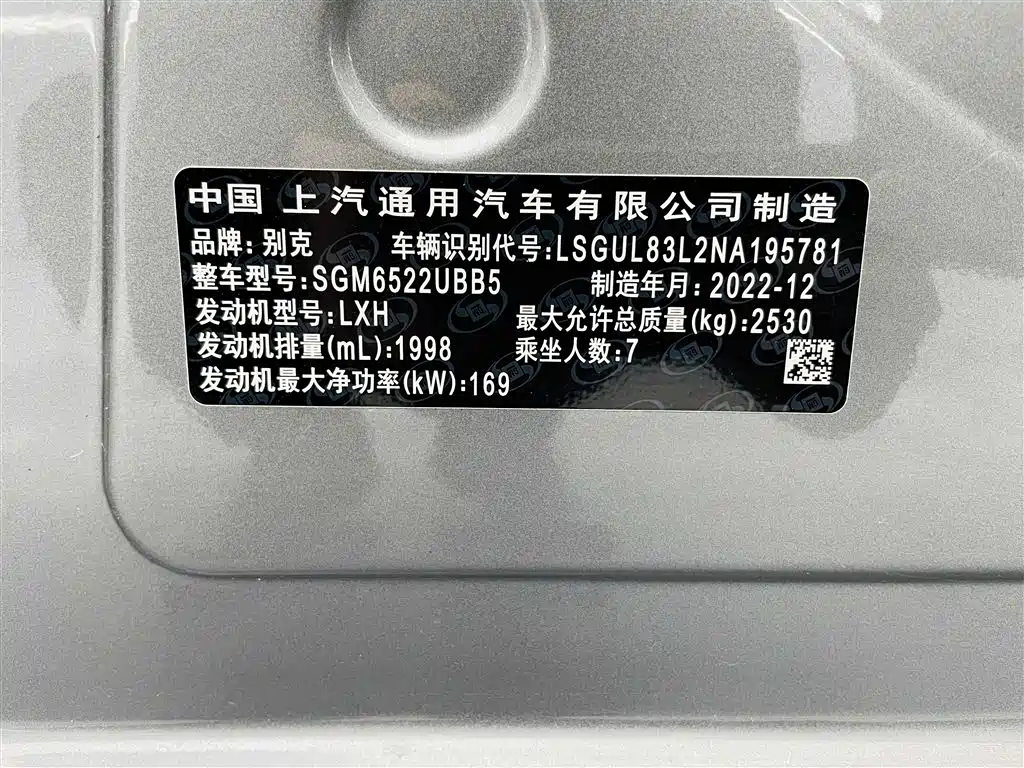 中国 上汽通用汽车有限公司制造
品牌:别克 车辆识别代号:LSGUL83L2NA195781
整车型号:SGM6522UBB5 制造年月:2022-12
发动机型号:LXH 最大允许总质量(kg):2530
发动机排量(mL):1998 乘坐人数:7
发动机最大净功率(kW):169